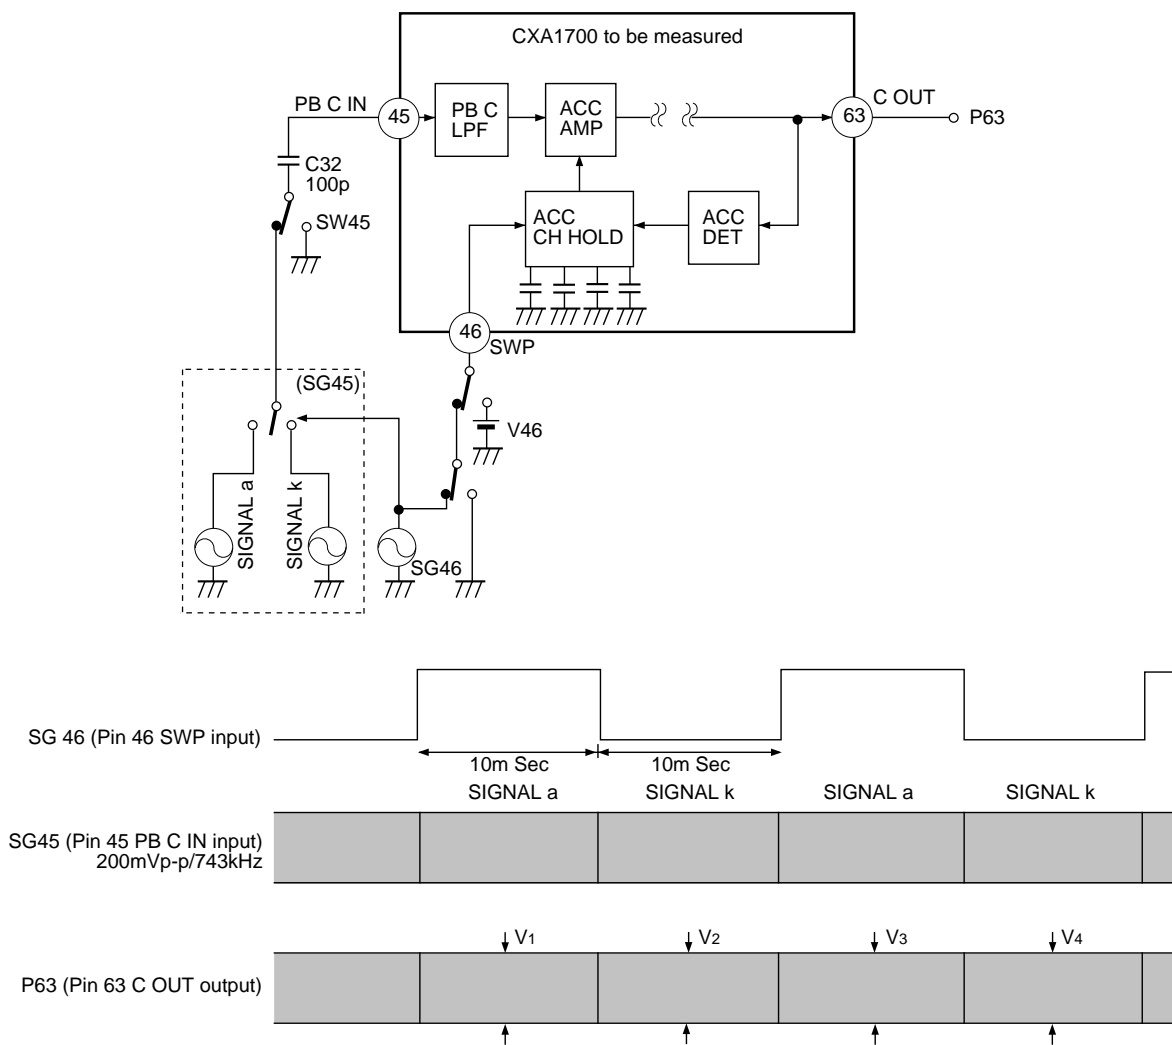 CXA1700 to be measured
PB C IN
45
PB C
LPF
ACC
AMP
63
C OUT
P63
C32
100p
SW45
ACC
CH HOLD
ACC
DET
46
SWP
(SG45)
V46
SIGNAL a
SIGNAL k
SG46
SG 46 (Pin 46 SWP input)
10m Sec
10m Sec
SIGNAL a
SIGNAL k
SIGNAL a
SIGNAL k
SG45 (Pin 45 PB C IN input)
200mVp-p/743kHz
V1
V2
V3
V4
P63 (Pin 63 C OUT output)